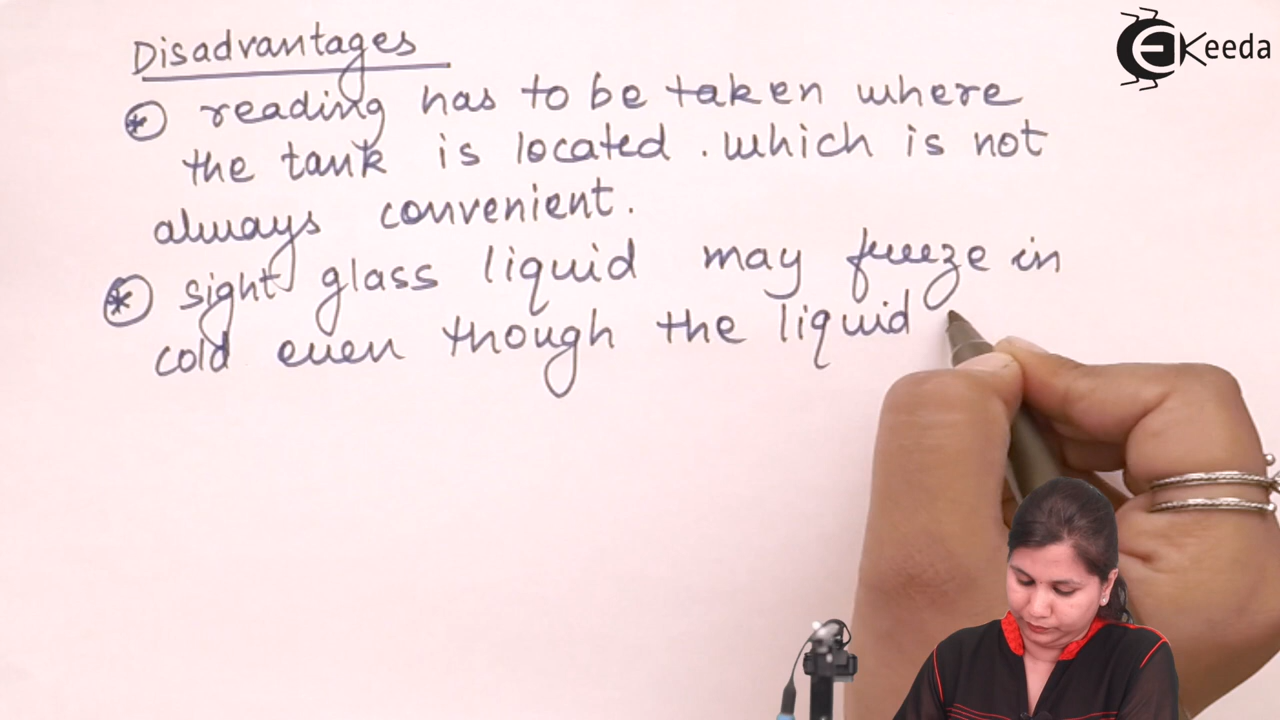 Disadvantages
reading has to be taken where
the tank is located. which is not
always convenient.
sight glass liquid may freeze in
cold even though the liquid
EKeeda